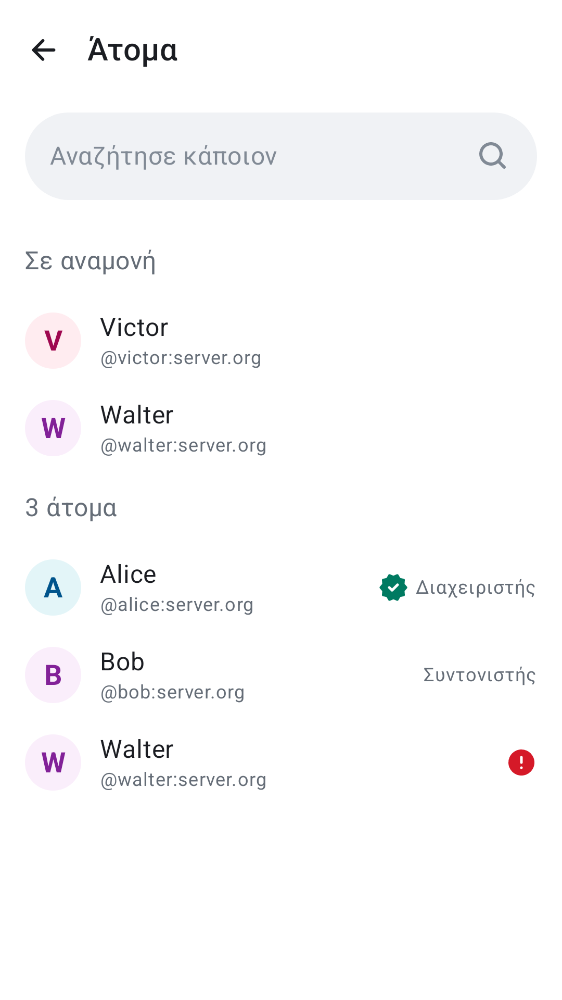 Άτομα
Αναζήτησε κάποιον
Σε αναμονή
V
Victor
@victor:server.org
W
Walter
@walter:server.org
3 άτομα
A
Alice
@alice:server.org
Διαχειριστής
B
Bob
@bob:server.org
Συντονιστής
W
Walter
@walter:server.org